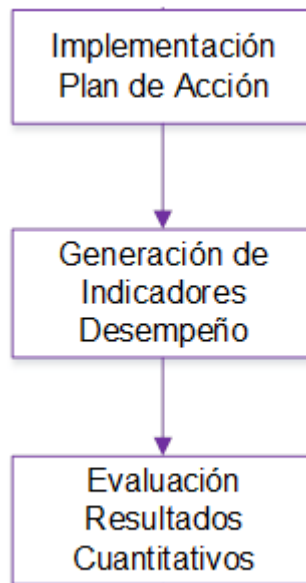 Implementación
Plan de Acción
Generación de
Indicadores
Desempeño
Evaluación
Resultados
Cuantitativos